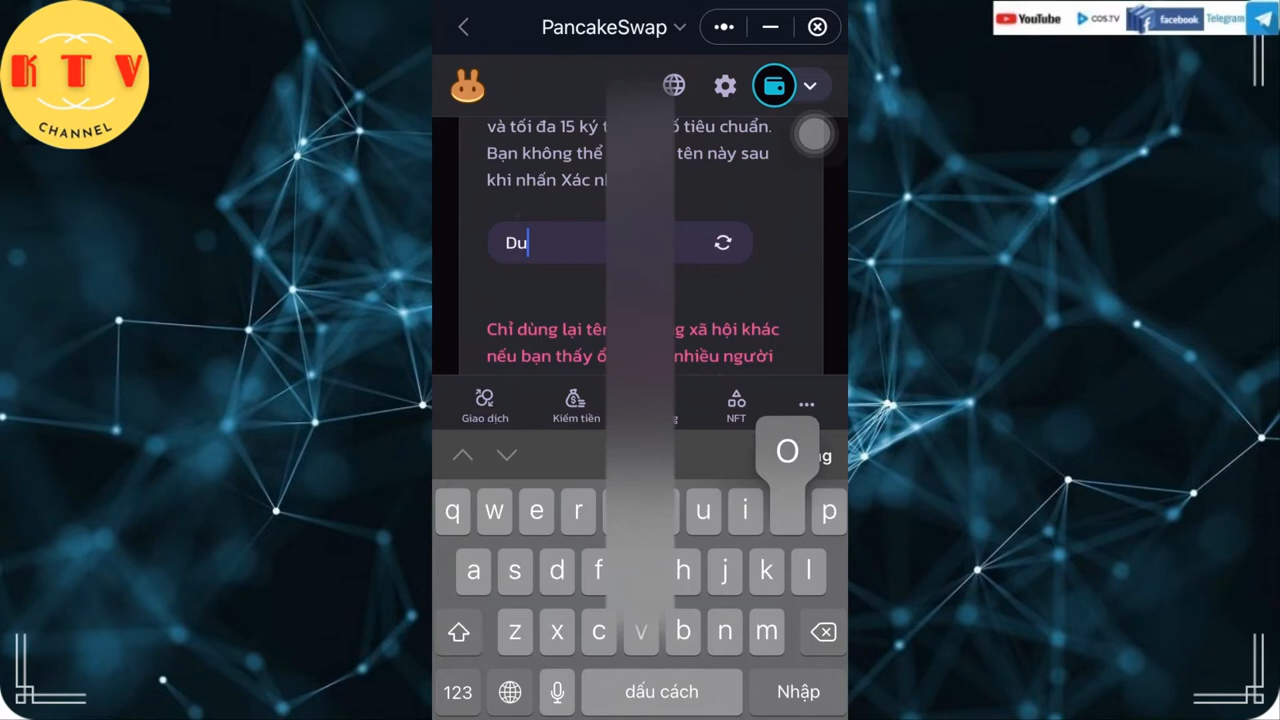 K T V
CHANNEL
YouTube
COS.TV
facebook
Telegram
PancakeSwap
và tối đa 15 ký tiêu chuẩn.
Bạn không thể tên này sau
khi nhấn Xác
Du
Chỉ dùng lại xã hội khác
nếu bạn thấy nhiều người
Giao dịch
Kiếm tiền
NFT
O
q w e r u i p
a s d f h j k l
z x c v b n m
123
dấu cách
Nhập